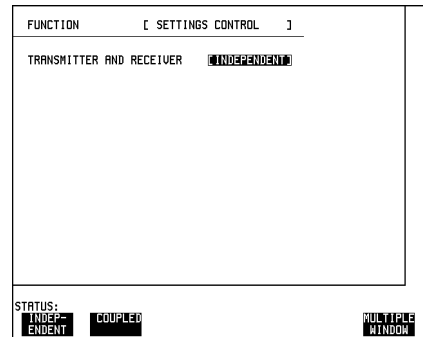 FUNCTION [ SETTINGS CONTROL ]
TRANSMITTER AND RECEIVER [INDEPENDENT]
STATUS:
INDEP- COUPLED MULTIPLE
ENDENT WINDOW